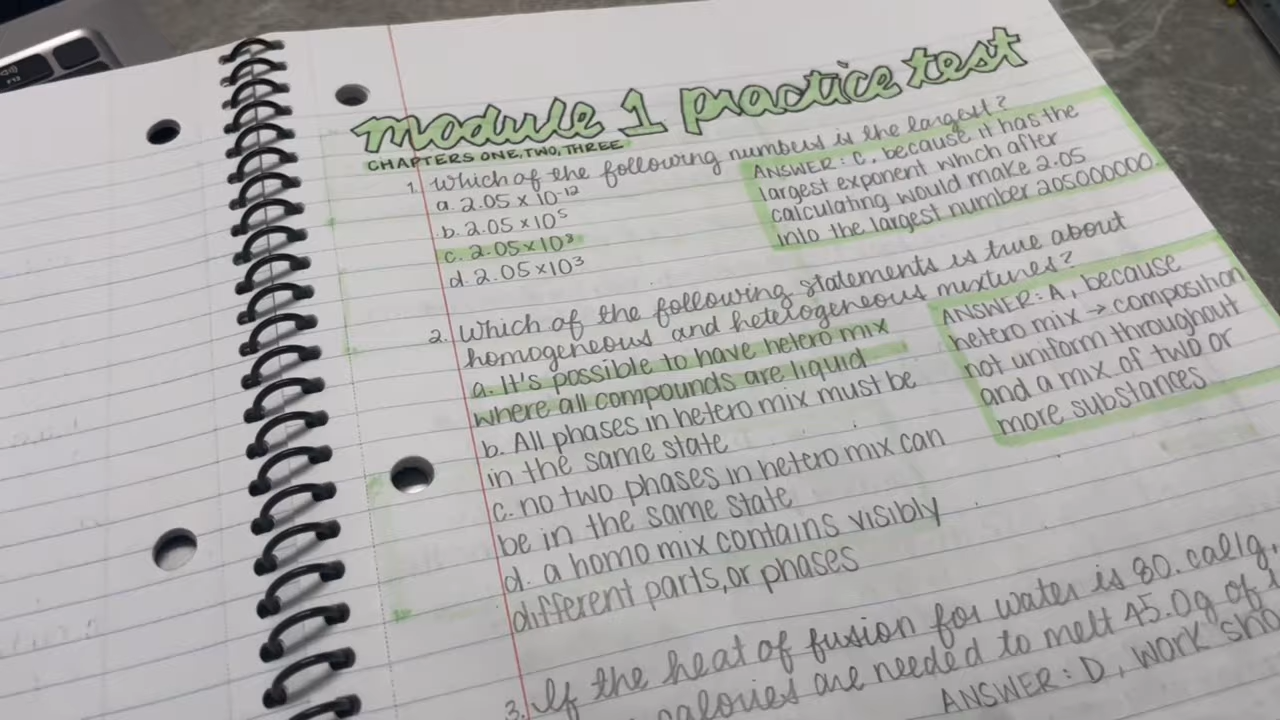 module 1 practice test
CHAPTERS ONE, TWO, THREE
1. Which of the following numbers is the largest?
a. 2.05 x 10-12
b. 2.05 x 105
c. 2.05 x 108
d. 2.05 x 103
ANSWER: C, because it has the
largest exponent which after
calculating would make 2.05
into the largest number 205000000.
2. Which of the following statements is true about
homogeneous and heterogeneous mixtures?
a. It's possible to have hetero mix
where all compounds are liquid
b. All phases in hetero mix must be
in the same state
c. no two phases in hetero mix can
be in the same state
d. a homo mix contains visibly
different parts, or phases
ANSWER: A, because
hetero mix → composition
not uniform throughout
and a mix of two or
more substances
3. If the heat of fusion for water is 80. cal/g,
calories are needed to melt 45.0g of
ANSWER: D, work